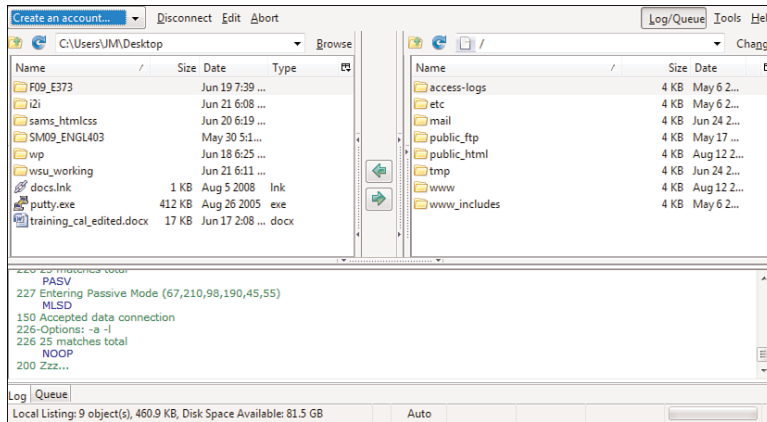 Create an account... Disconnect Edit Abort Log/Queue Tools Hel
C:\Users\JM\Desktop Browse / Chang
Name Size Date Type Name Size Date
F09_E373 Jun 19 7:39 ... access-logs 4 KB May 6 2...
i2i Jun 21 6:08 ... etc 4 KB May 6 2...
sams_htmlcss Jun 20 6:19 ... mail 4 KB Jun 24 2...
SM09_ENGL403 May 30 5:1... public_ftp 4 KB May 17 ...
wp Jun 18 6:25 ... public_html 4 KB Aug 12 2...
wsu_working Jun 21 6:11 ... tmp 4 KB Jun 24 2...
docs.lnk 1 KB Aug 5 2008 lnk www 4 KB Aug 12 2...
putty.exe 412 KB Aug 26 2005 exe www_includes 4 KB May 6 2...
training_cal_edited.docx 17 KB Jun 17 2:08 ... docx
226 25 matches total
PASV
227 Entering Passive Mode (67,210,98,190,45,55)
MLSD
150 Accepted data connection
226-Options: -a -l
226 25 matches total
NOOP
200 Zzz...
Log Queue
Local Listing: 9 object(s), 460.9 KB, Disk Space Available: 81.5 GB Auto